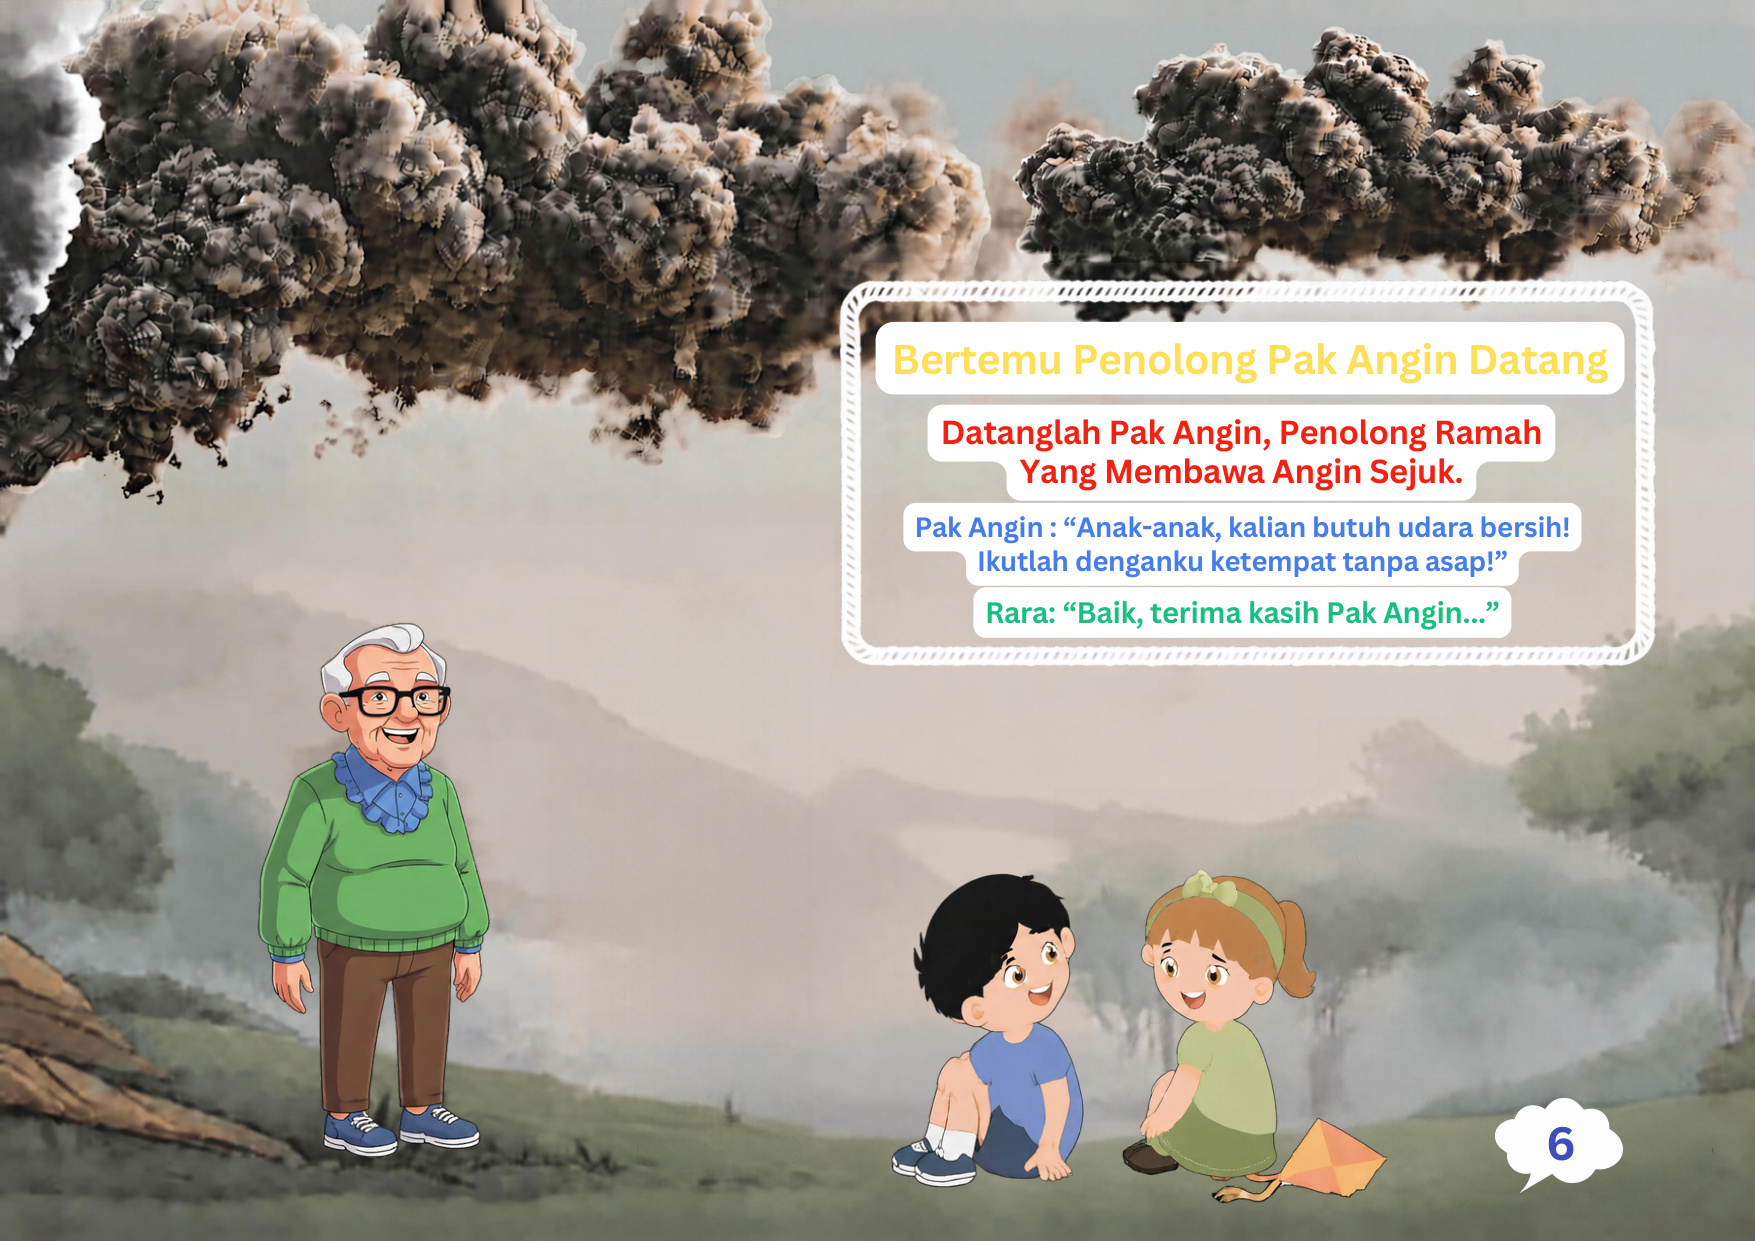 Bertemu Penolong Pak Angin Datang
Datanglah Pak Angin, Penolong Ramah
Yang Membawa Angin Sejuk.
Pak Angin : “Anak-anak, kalian butuh udara bersih!
Ikutlah denganku ketempat tanpa asap!”
Rara: “Baik, terima kasih Pak Angin...”
6